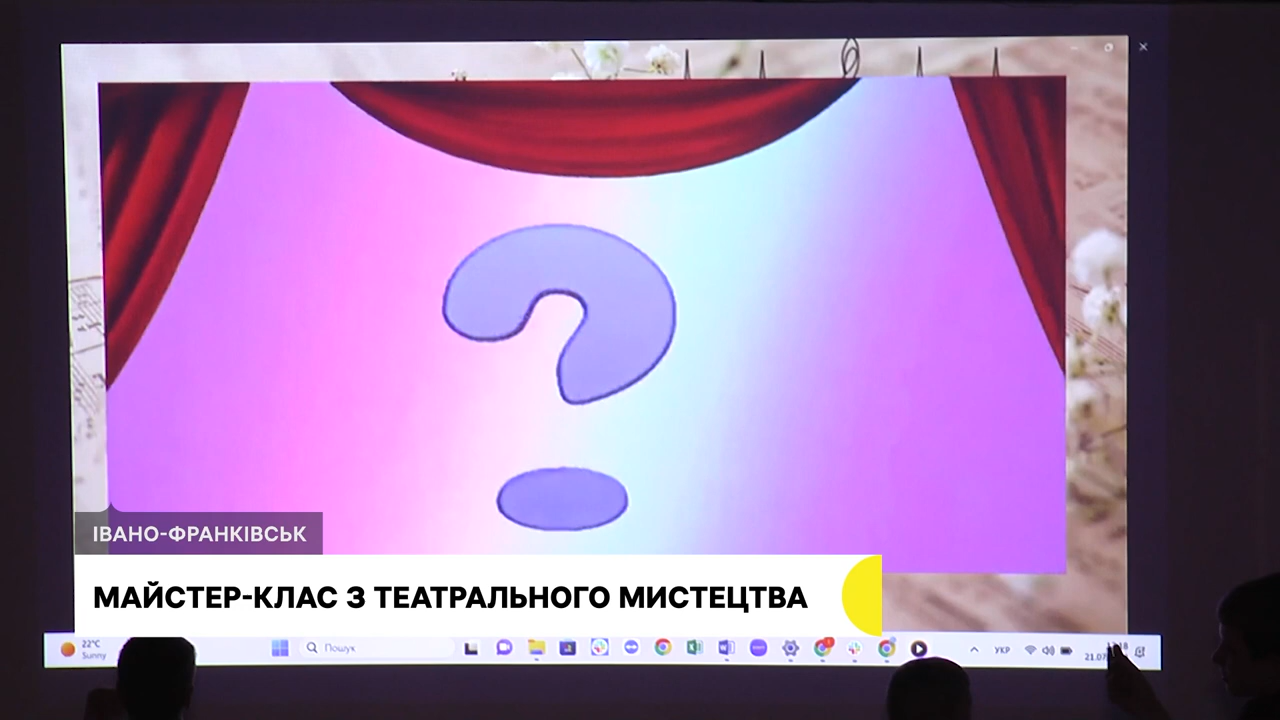 ІВАНО-ФРАНКІВСЬК
МАЙСТЕР-КЛАС З ТЕАТРАЛЬНОГО МИСТЕЦТВА
22°C
Sunny
Пошук
УКР